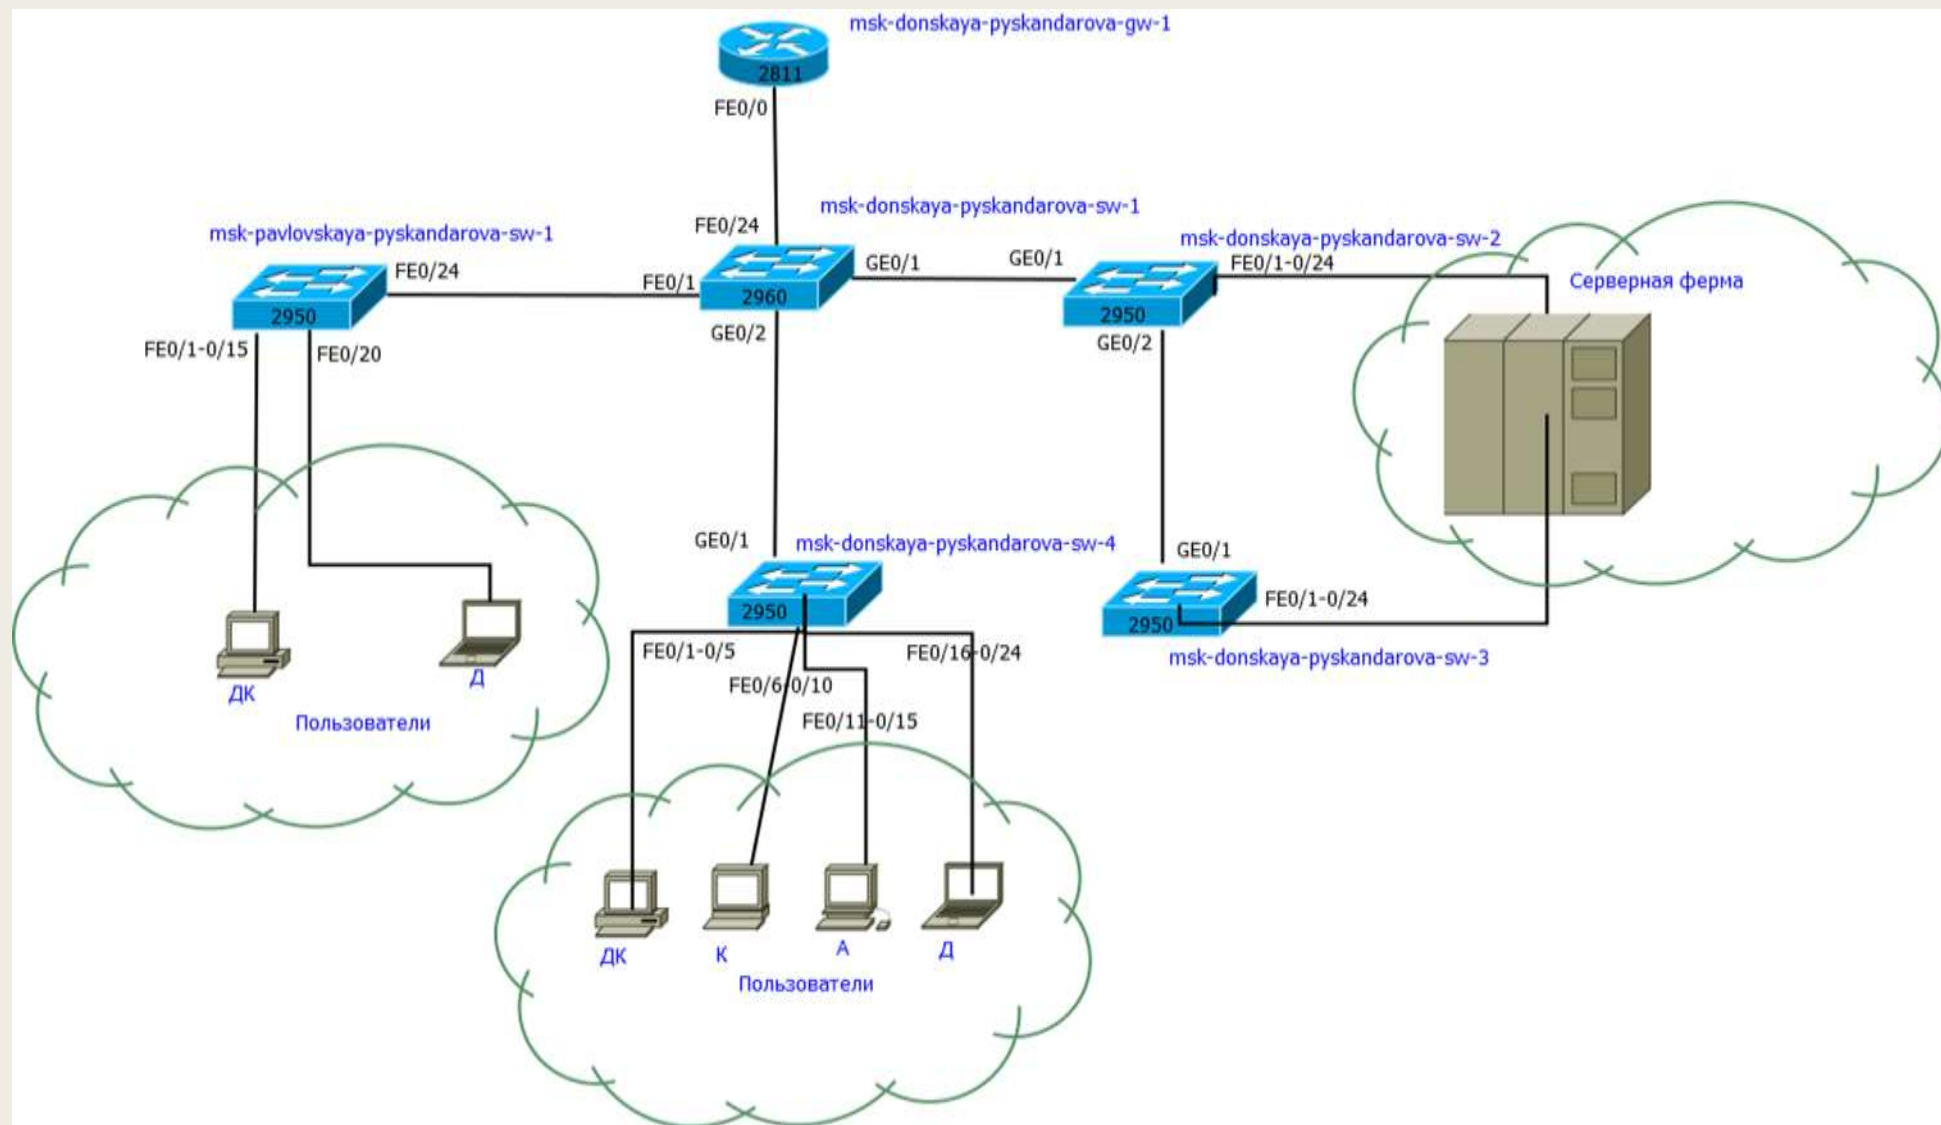 msk-donskaya-pyskandarova-gw-1
2811
FE0/0
msk-donskaya-pyskandarova-sw-1
FE0/24
msk-pavlovskaya-pyskandarova-sw-1
msk-donskaya-pyskandarova-sw-2
FE0/24
FE0/1
GE0/1
GE0/1
FE0/1-0/24
Серверная ферма
2950
2960
2950
FE0/1-0/15
FE0/20
GE0/2
GE0/2
GE0/1
msk-donskaya-pyskandarova-sw-4
GE0/1
2950
2950
FE0/1-0/24
FE0/1-0/5
FE0/16-0/24
msk-donskaya-pyskandarova-sw-3
FE0/6-0/10
FE0/11-0/15
ДК
Д
Пользователи
ДК
К
А
Д
Пользователи